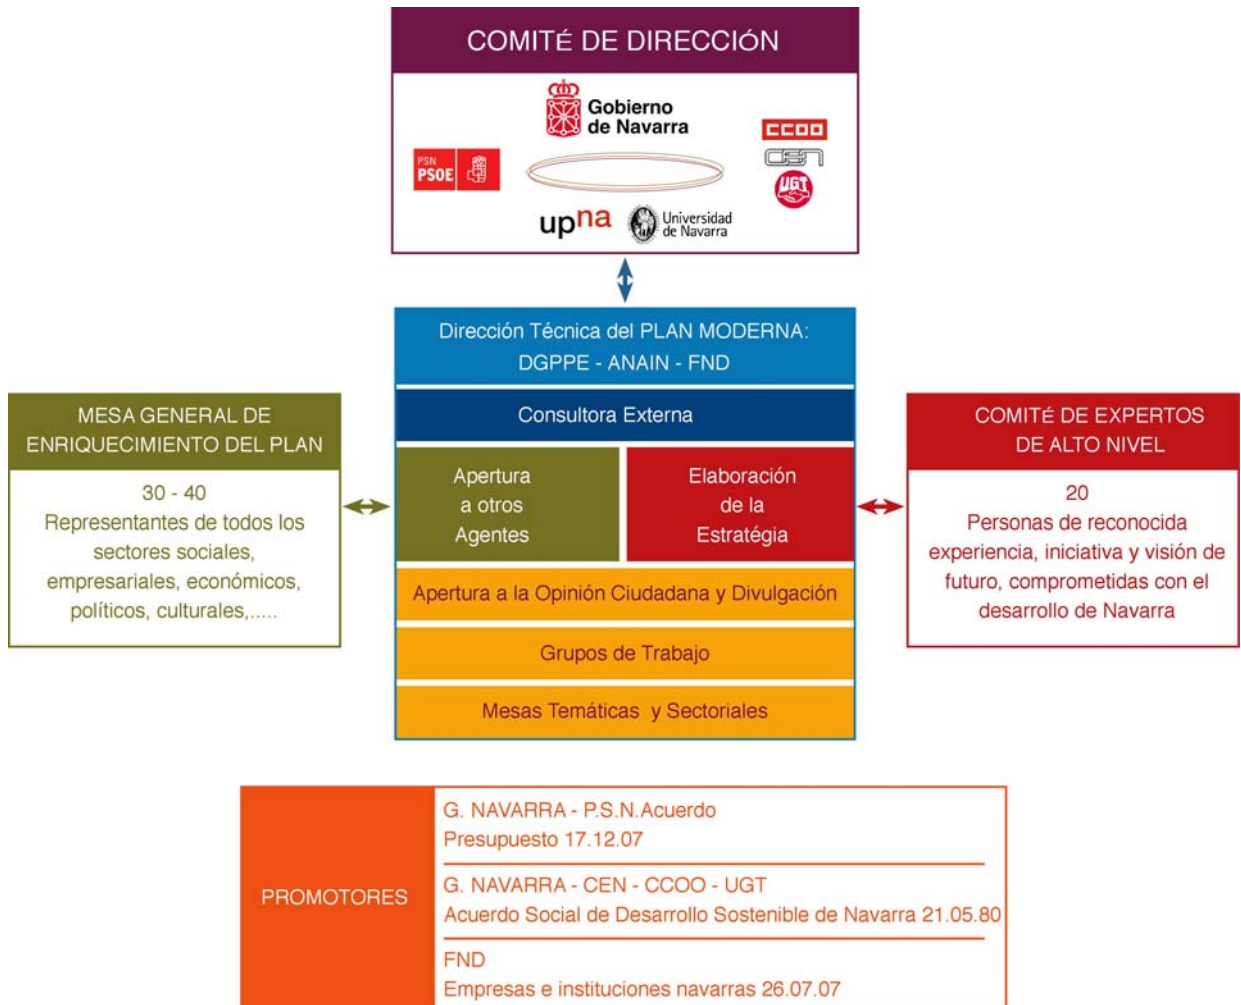 COMITÉ DE DIRECCIÓN
Gobierno
de Navarra
PSN
PSOE
CCOO
CEN
UGT
upna
Universidad
de Navarra
Dirección Técnica del PLAN MODERNA:
DGPPE - ANAIN - FND
Consultora Externa
Apertura
a otros
Agentes
Elaboración
de la
Estratégia
Apertura a la Opinión Ciudadana y Divulgación
Grupos de Trabajo
Mesas Temáticas y Sectoriales
MESA GENERAL DE
ENRIQUECIMIENTO DEL PLAN
30 - 40
Representantes de todos los
sectores sociales,
empresariales, económicos,
políticos, culturales,.....
COMITÉ DE EXPERTOS
DE ALTO NIVEL
20
Personas de reconocida
experiencia, iniciativa y visión de
futuro, comprometidas con el
desarrollo de Navarra
PROMOTORES
G. NAVARRA - P.S.N.Acuerdo
Presupuesto 17.12.07
G. NAVARRA - CEN - CCOO - UGT
Acuerdo Social de Desarrollo Sostenible de Navarra 21.05.80
FND
Empresas e instituciones navarras 26.07.07